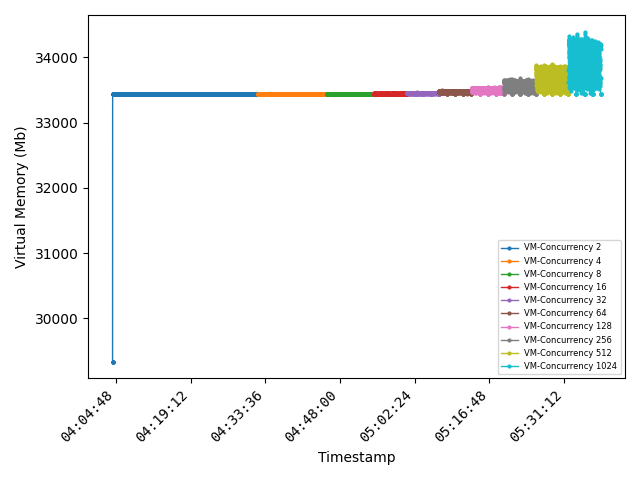 34000
33000
32000
31000
30000
Virtual Memory (Mb)
VM-Concurrency 2
VM-Concurrency 4
VM-Concurrency 8
VM-Concurrency 16
VM-Concurrency 32
VM-Concurrency 64
VM-Concurrency 128
VM-Concurrency 256
VM-Concurrency 512
VM-Concurrency 1024
04:04:48
04:19:12
04:33:36
04:48:00
05:02:24
05:16:48
05:31:12
Timestamp